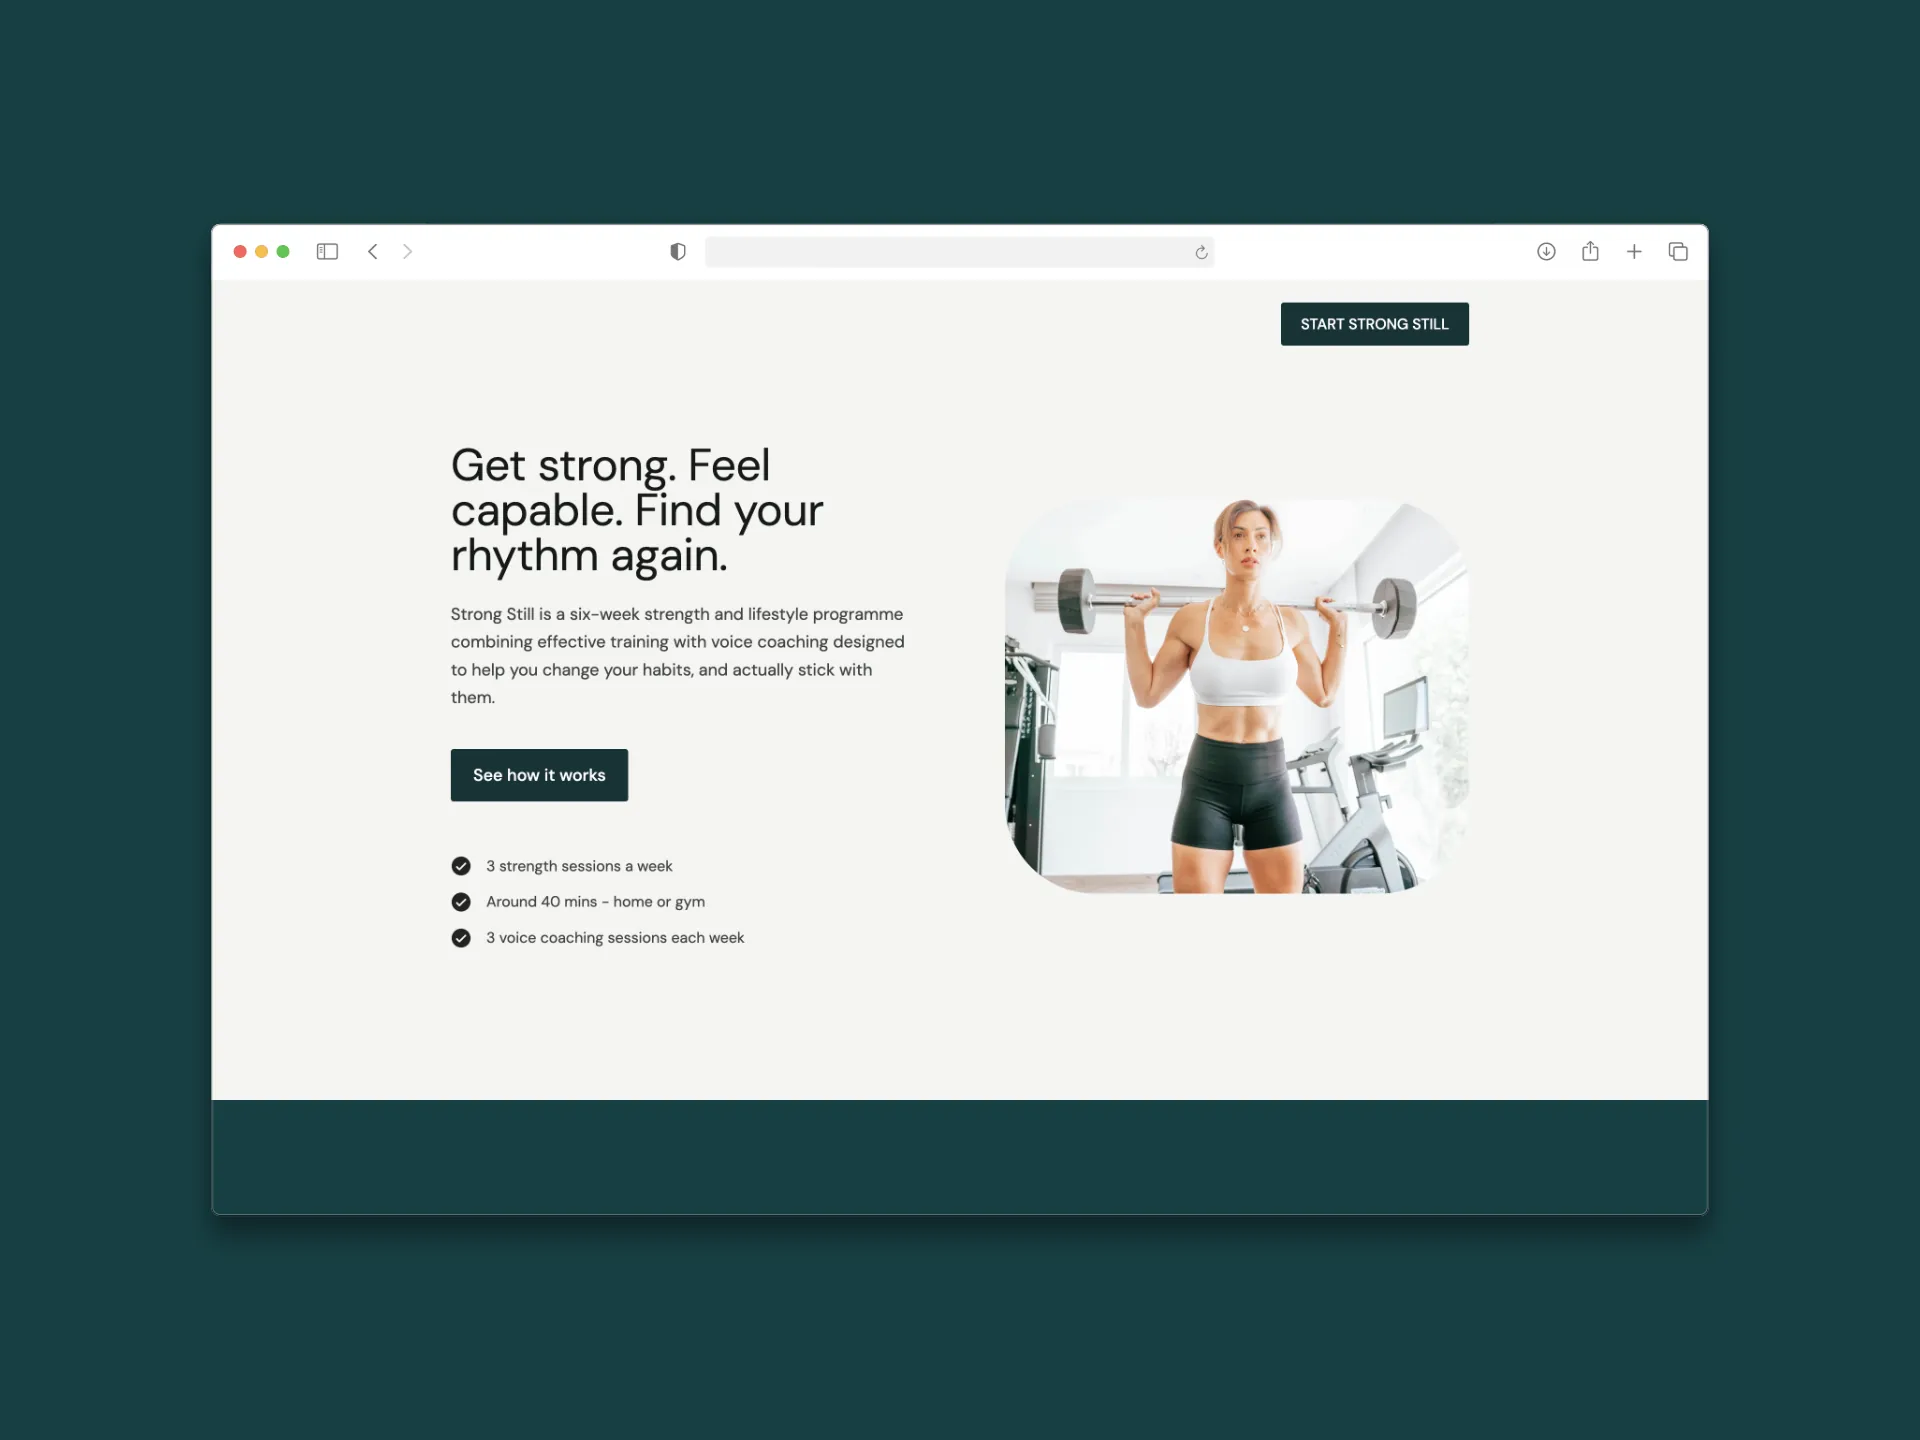 START STRONG STILL
Get strong. Feel
capable. Find your
rhythm again.
Strong Still is a six-week strength and lifestyle programme
combining effective training with voice coaching designed
to help you change your habits, and actually stick with
them.
See how it works
3 strength sessions a week
Around 40 mins - home or gym
3 voice coaching sessions each week